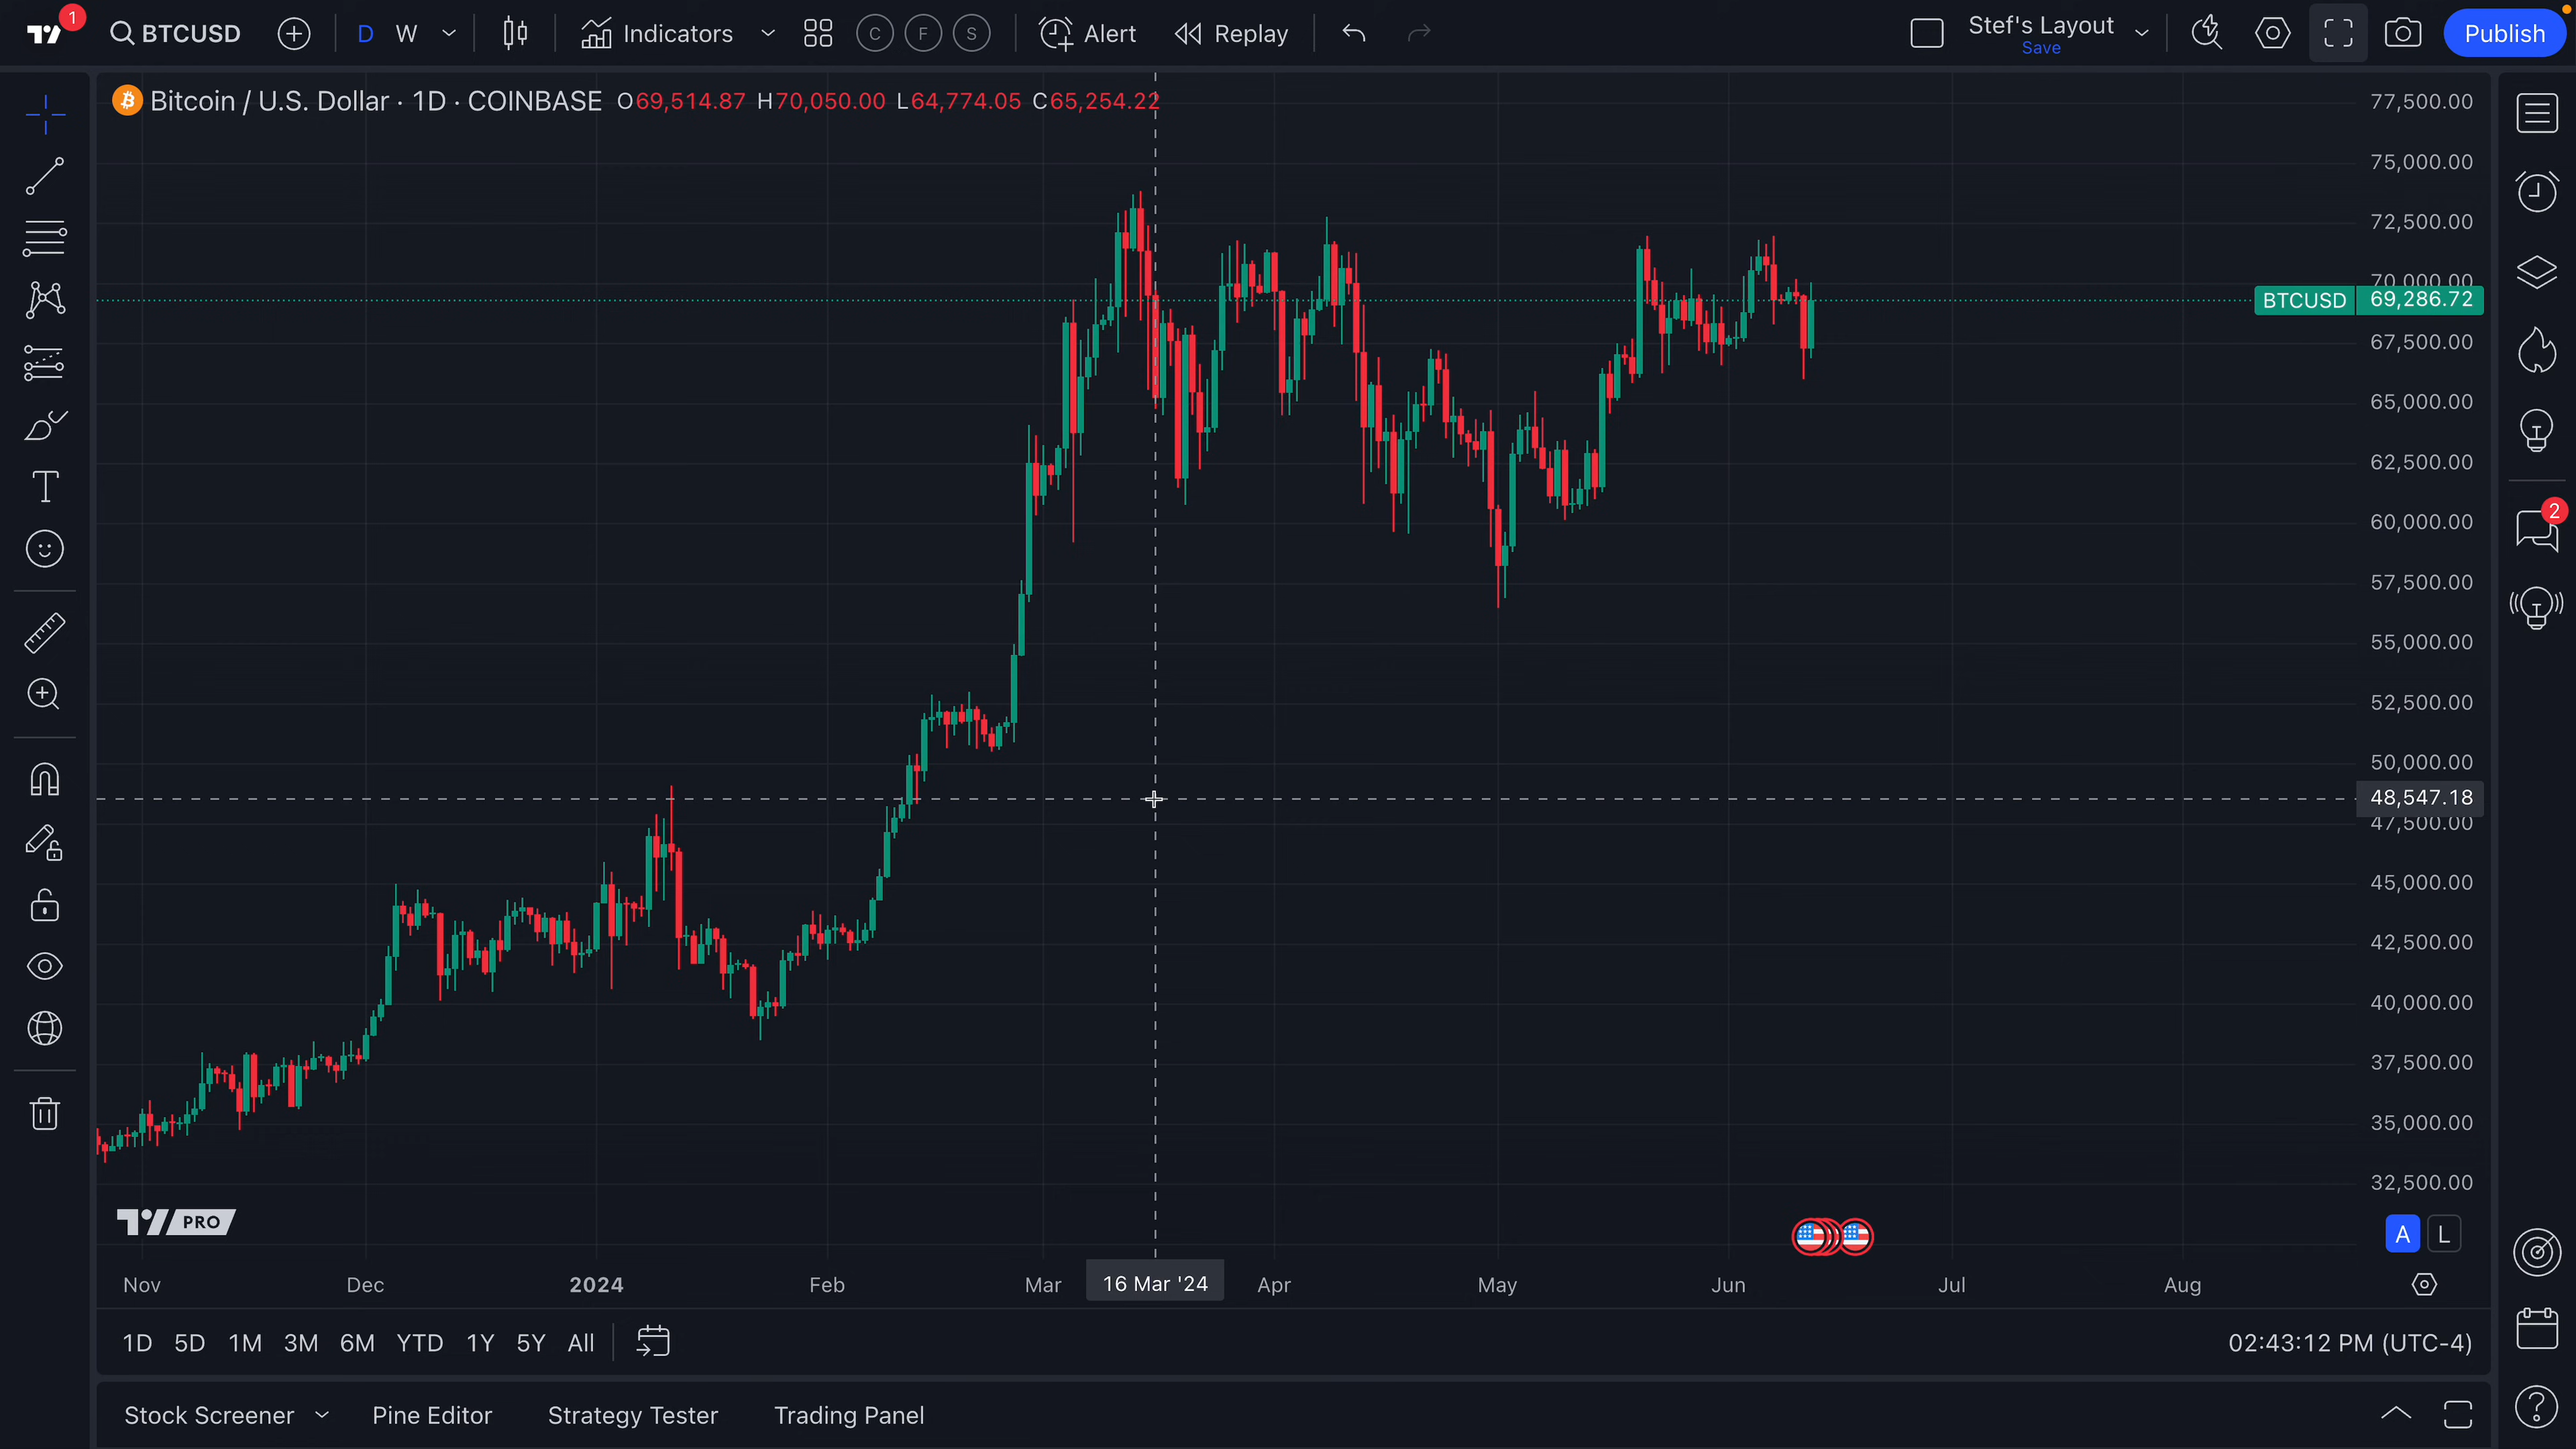 1
BTCUSD D W Indicators C F S Alert Replay Stef's Layout Save Publish
Bitcoin / U.S. Dollar · 1D · COINBASE O69,514.87 H70,050.00 L64,774.05 C65,254.22
77,500.00
75,000.00
72,500.00
70,000.00
BTCUSD 69,286.72
67,500.00
65,000.00
62,500.00
2
60,000.00
57,500.00
55,000.00
52,500.00
50,000.00
48,547.18
47,500.00
45,000.00
42,500.00
40,000.00
37,500.00
35,000.00
32,500.00
PRO
A L
Nov Dec 2024 Feb Mar 16 Mar '24 Apr May Jun Jul Aug
1D 5D 1M 3M 6M YTD 1Y 5Y All 02:43:12 PM (UTC-4)
Stock Screener Pine Editor Strategy Tester Trading Panel